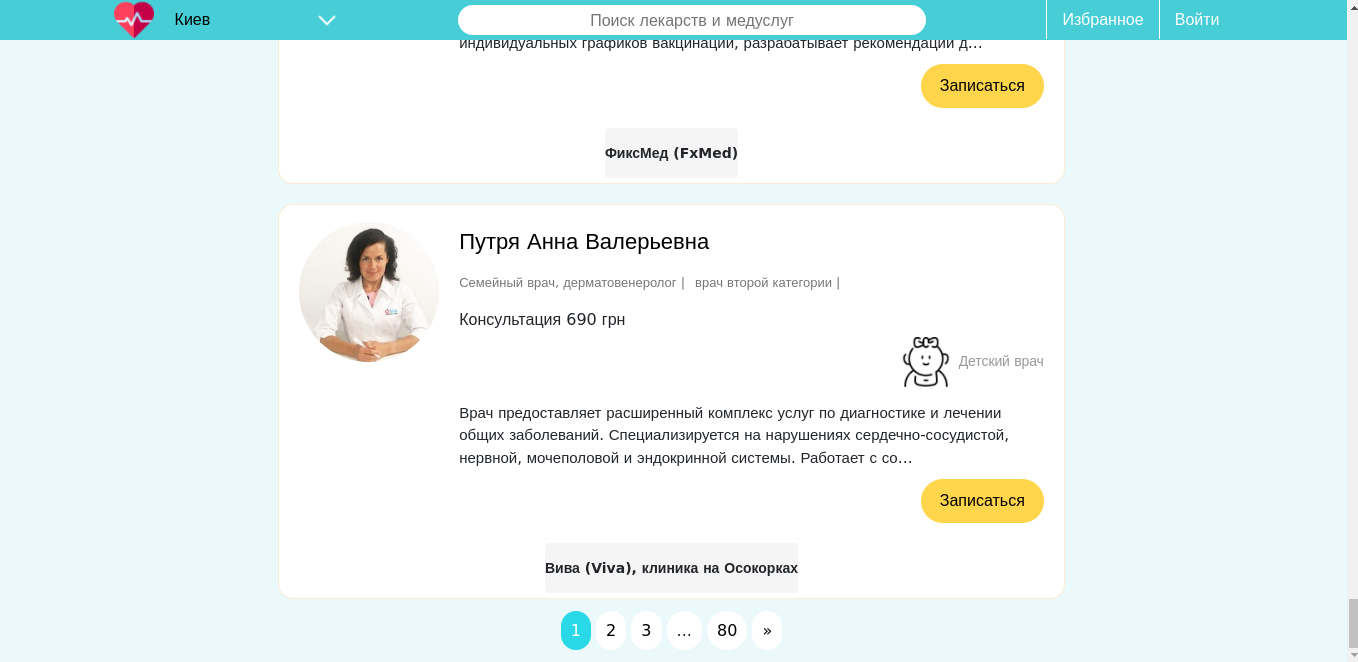 Киев
Поиск лекарств и медуслуг
Избранное
Войти
индивидуальных графиков вакцинации, разрабатывает рекомендации д...
Записаться
ФиксМед (FxMed)
Путря Анна Валерьевна
Семейный врач, дерматовенеролог | врач второй категории |
Консультация 690 грн
Детский врач
Врач предоставляет расширенный комплекс услуг по диагностике и лечении
общих заболеваний. Специализируется на нарушениях сердечно-сосудистой,
нервной, мочеполовой и эндокринной системы. Работает с со...
Записаться
Вива (Viva), клиника на Осокорках
1 2 3 ... 80 »